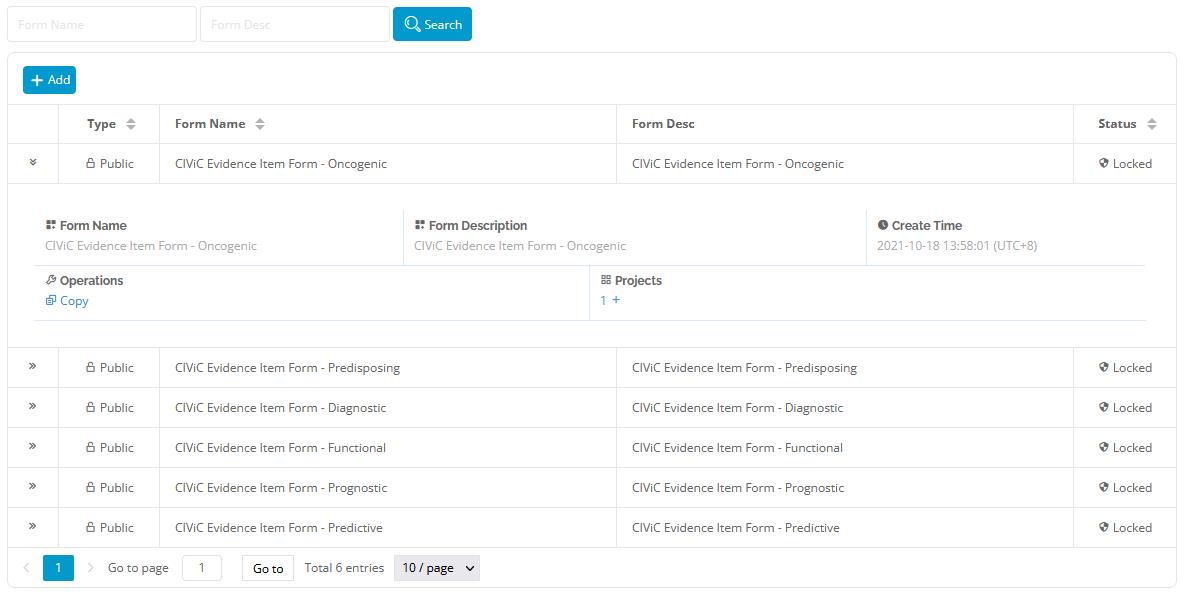 Form Name Form Desc Search
Add
Type Form Name Form Desc Status
Public CIViC Evidence Item Form - Oncogenic CIViC Evidence Item Form - Oncogenic Locked
Form Name Form Description Create Time
CIViC Evidence Item Form - Oncogenic CIViC Evidence Item Form - Oncogenic 2021-10-18 13:58:01 (UTC+8)
Operations Projects
Copy 1 +
Public CIViC Evidence Item Form - Predisposing CIViC Evidence Item Form - Predisposing Locked
Public CIViC Evidence Item Form - Diagnostic CIViC Evidence Item Form - Diagnostic Locked
Public CIViC Evidence Item Form - Functional CIViC Evidence Item Form - Functional Locked
Public CIViC Evidence Item Form - Prognostic CIViC Evidence Item Form - Prognostic Locked
Public CIViC Evidence Item Form - Predictive CIViC Evidence Item Form - Predictive Locked
1 Go to page 1 Go to Total 6 entries 10 / page